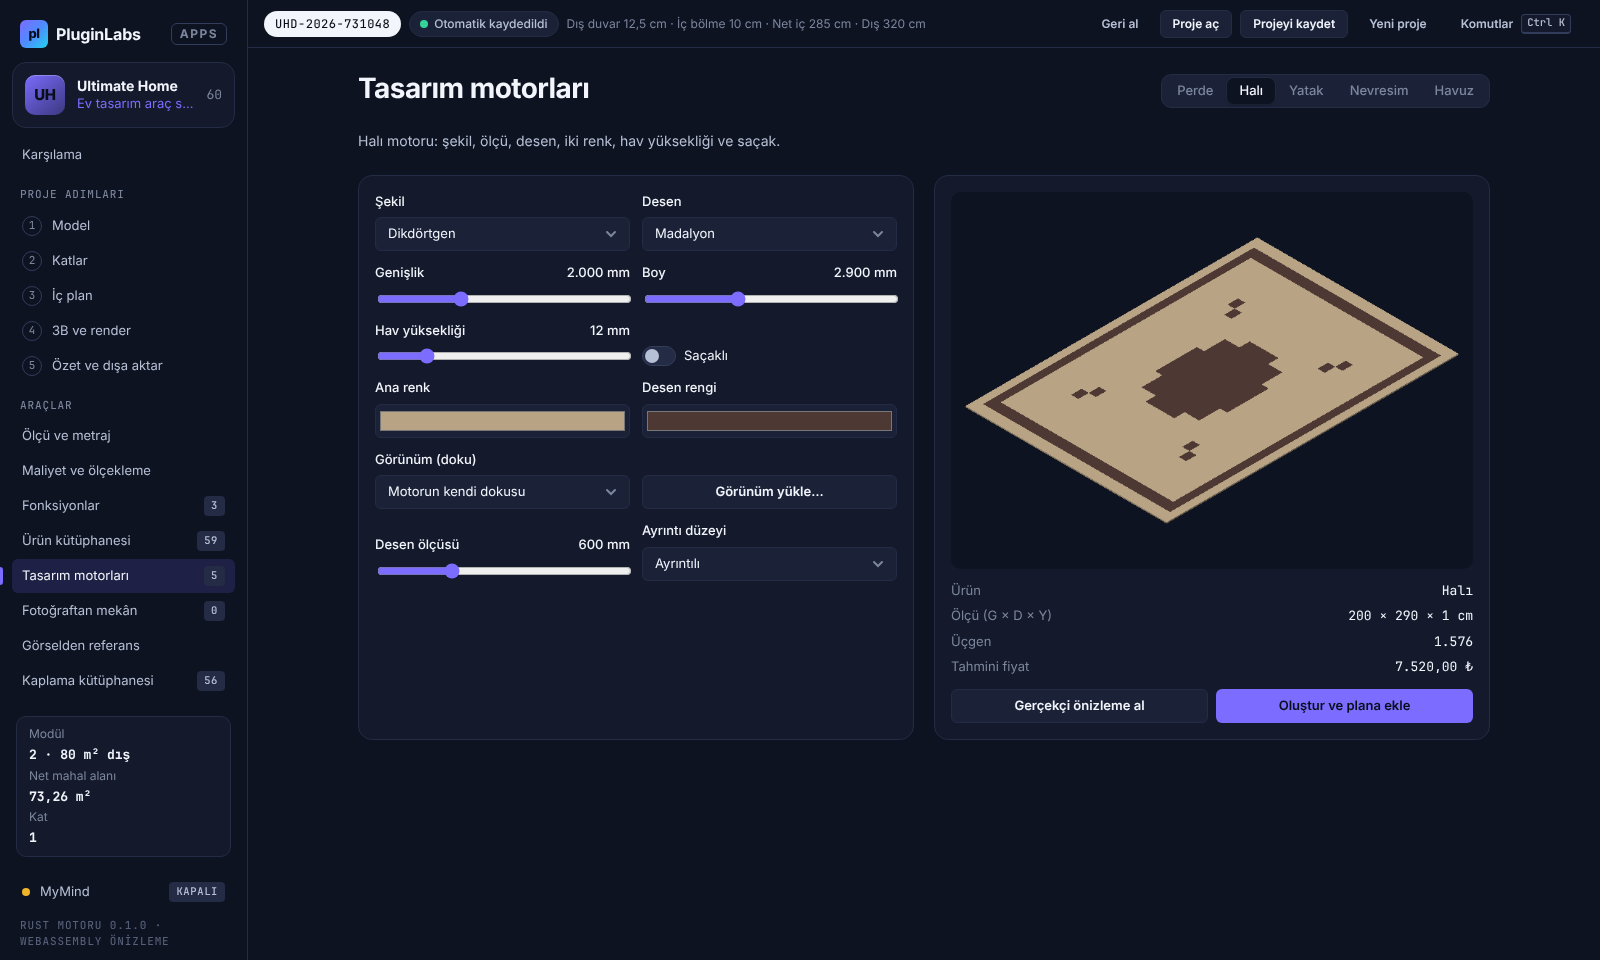 pl PluginLabs APPS
UH Ultimate Home 60
Ev tasarım araç s...
Karşılama
PROJE ADIMLARI
1 Model
2 Katlar
3 İç plan
4 3B ve render
5 Özet ve dışa aktar
ARAÇLAR
Ölçü ve metraj
Maliyet ve ölçekleme
Fonksiyonlar 3
Ürün kütüphanesi 59
Tasarım motorları 5
Fotoğraftan mekân 0
Görselden referans
Kaplama kütüphanesi 56
Modül
2 · 80 m² dış
Net mahal alanı
73,26 m²
Kat
1
MyMind KAPALI
RUST MOTORU 0.1.0 ·
WEBASSEMBLY ÖNİZLEME
UHD-2026-731048 Otomatik kaydedildi Dış duvar 12,5 cm · İç bölme 10 cm · Net iç 285 cm · Dış 320 cm Geri al Proje aç Projeyi kaydet Yeni proje Komutlar Ctrl K
Tasarım motorları
Perde Halı Yatak Nevresim Havuz
Halı motoru: şekil, ölçü, desen, iki renk, hav yüksekliği ve saçak.
Şekil Desen
Dikdörtgen Madalyon
Genişlik 2.000 mm Boy 2.900 mm
Hav yüksekliği 12 mm
Saçaklı
Ana renk Desen rengi
Görünüm (doku)
Motorun kendi dokusu Görünüm yükle...
Desen ölçüsü 600 mm Ayrıntı düzeyi
Ayrıntılı
Ürün Halı
Ölçü (G × D × Y) 200 × 290 × 1 cm
Üçgen 1.576
Tahmini fiyat 7.520,00 ₺
Gerçekçi önizleme al Oluştur ve plana ekle